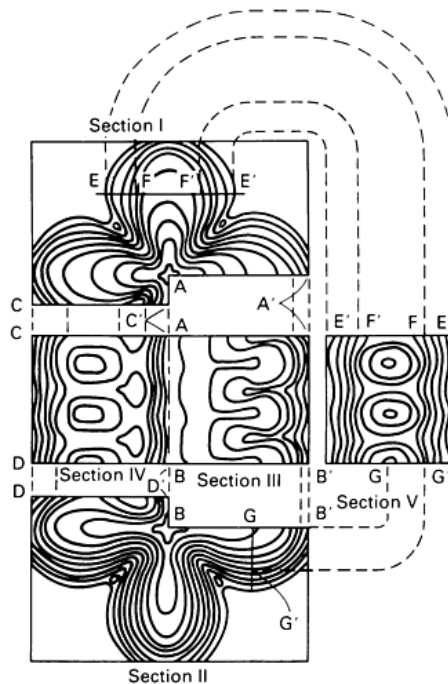 Section I
E F F' E'
A
C A'
C C' A E' F' F E
D Section IV D' B Section III B' G G'
D Section V
B G B'
G'
Section II